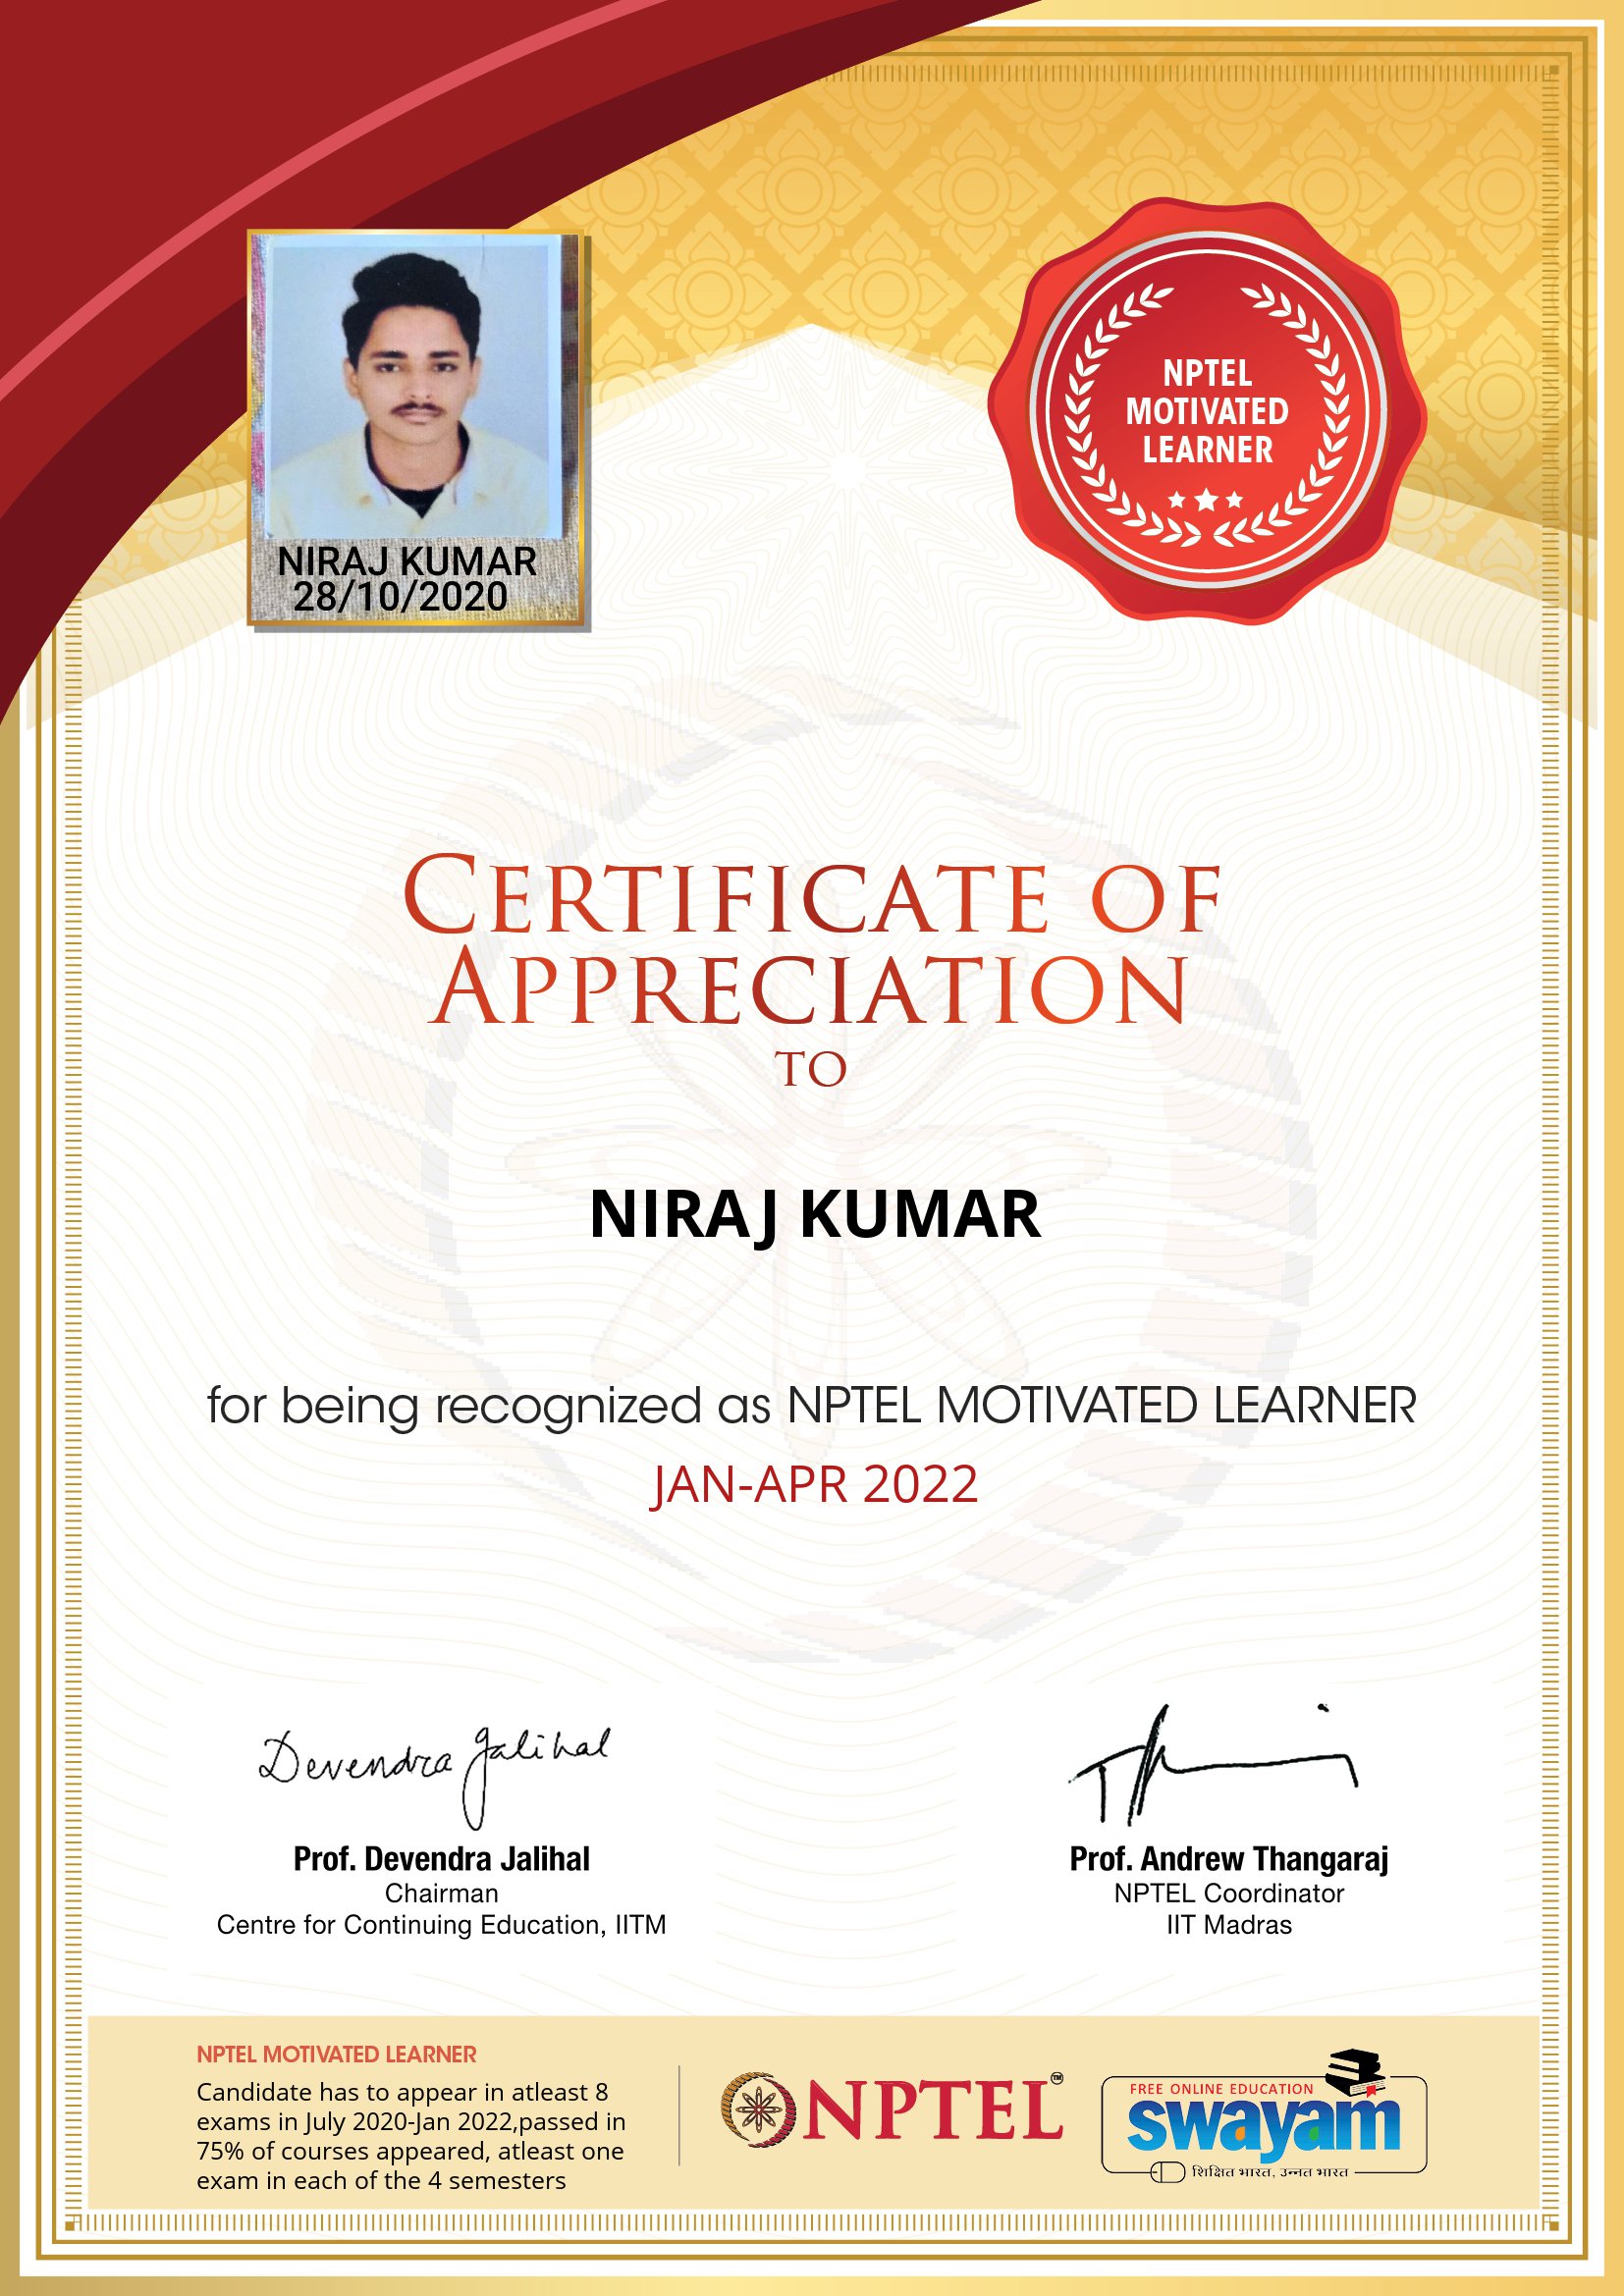 NIRAJ KUMAR
28/10/2020
NPTEL
MOTIVATED
LEARNER
CERTIFICATE OF
APPRECIATION
TO
NIRAJ KUMAR
for being recognized as NPTEL MOTIVATED LEARNER
JAN-APR 2022
Devendra Jalihal
Prof. Devendra Jalihal
Chairman
Centre for Continuing Education, IITM
Prof. Andrew Thangaraj
NPTEL Coordinator
IIT Madras
NPTEL MOTIVATED LEARNER
Candidate has to appear in atleast 8
exams in July 2020-Jan 2022,passed in
75% of courses appeared, atleast one
exam in each of the 4 semesters
NPTEL™
FREE ONLINE EDUCATION
swayam
शिक्षित भारत, उन्नत भारत